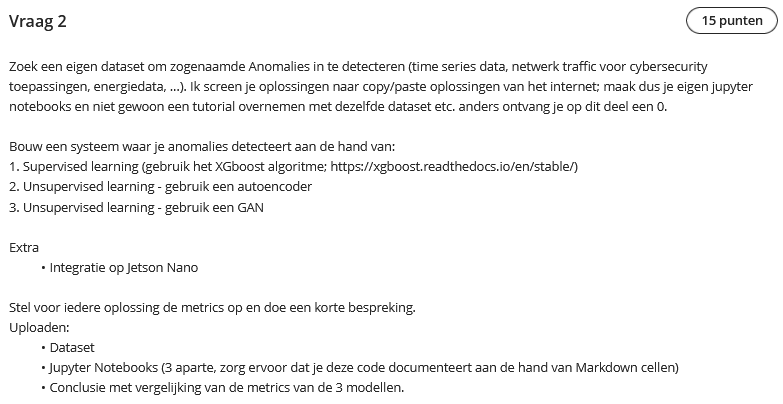 Vraag 2
15 punten
Zoek een eigen dataset om zogenaamde Anomalies in te detecteren (time series data, netwerk traffic voor cybersecurity
toepassingen, energiedata, ...). Ik screen je oplossingen naar copy/paste oplossingen van het internet; maak dus je eigen jupyter
notebooks en niet gewoon een tutorial overnemen met dezelfde dataset etc. anders ontvang je op dit deel een 0.
Bouw een systeem waar je anomalies detecteert aan de hand van:
1. Supervised learning (gebruik het XGboost algoritme; https://xgboost.readthedocs.io/en/stable/)
2. Unsupervised learning - gebruik een autoencoder
3. Unsupervised learning - gebruik een GAN
Extra
• Integratie op Jetson Nano
Stel voor iedere oplossing de metrics op en doe een korte bespreking.
Uploaden:
• Dataset
• Jupyter Notebooks (3 aparte, zorg ervoor dat je deze code documenteert aan de hand van Markdown cellen)
• Conclusie met vergelijking van de metrics van de 3 modellen.